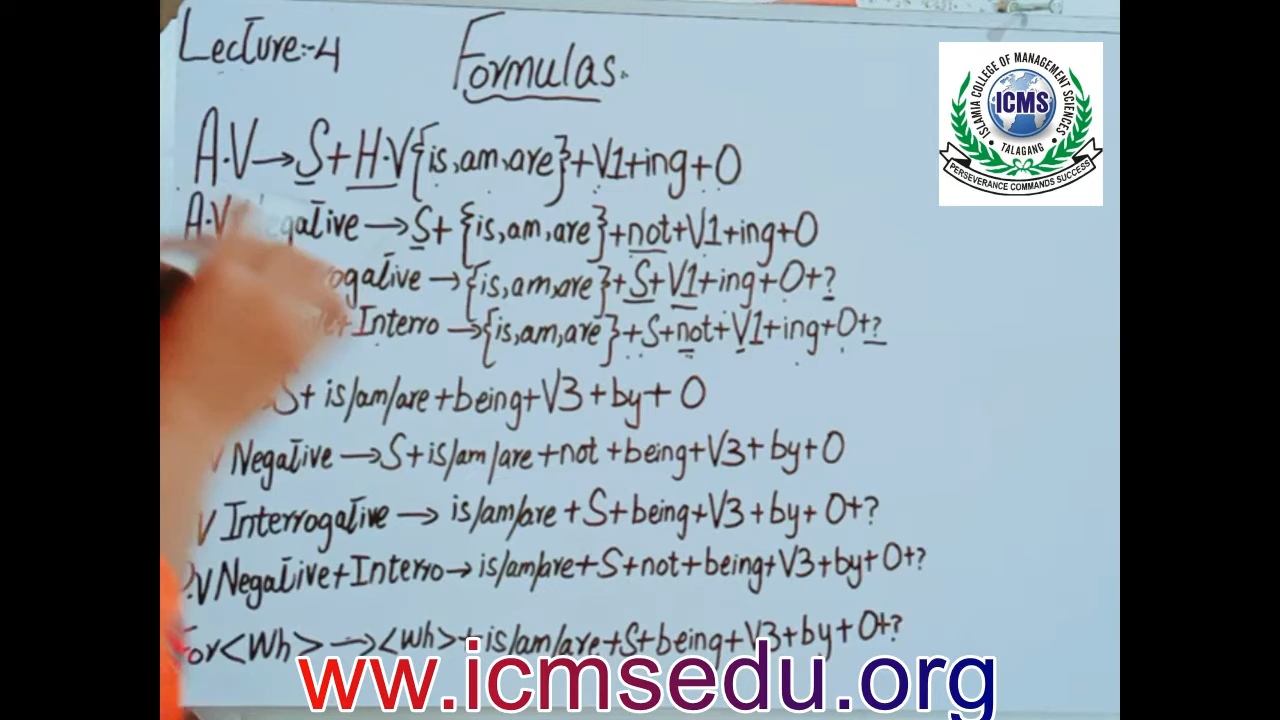 Lecture:-4
Formulas.
A.V→S+H.V{is,am,are}+V1+ing+O
A.V Negative→S+{is,am,are}+not+V1+ing+O
rogative→{is,am,are}+S+V1+ing+O+?
Interro→{is,am,are}+S+not+V1+ing+O+?
S+ is/am/are+being+V3+by+O
V Negative→S+is/am/are+not+being+V3+by+O
V Interrogative→is/am/are+S+being+V3+by+O+?
P.V Negative+Interro→is/am/are+S+not+being+V3+by+O+?
For<Wh>→<Wh>+is/am/are+S+being+V3+by+O+?
www.icmsedu.org
ISLAMIA COLLEGE OF MANAGEMENT SCIENCES
ICMS
TALAGANG
PERSEVERANCE COMMANDS SUCCESS